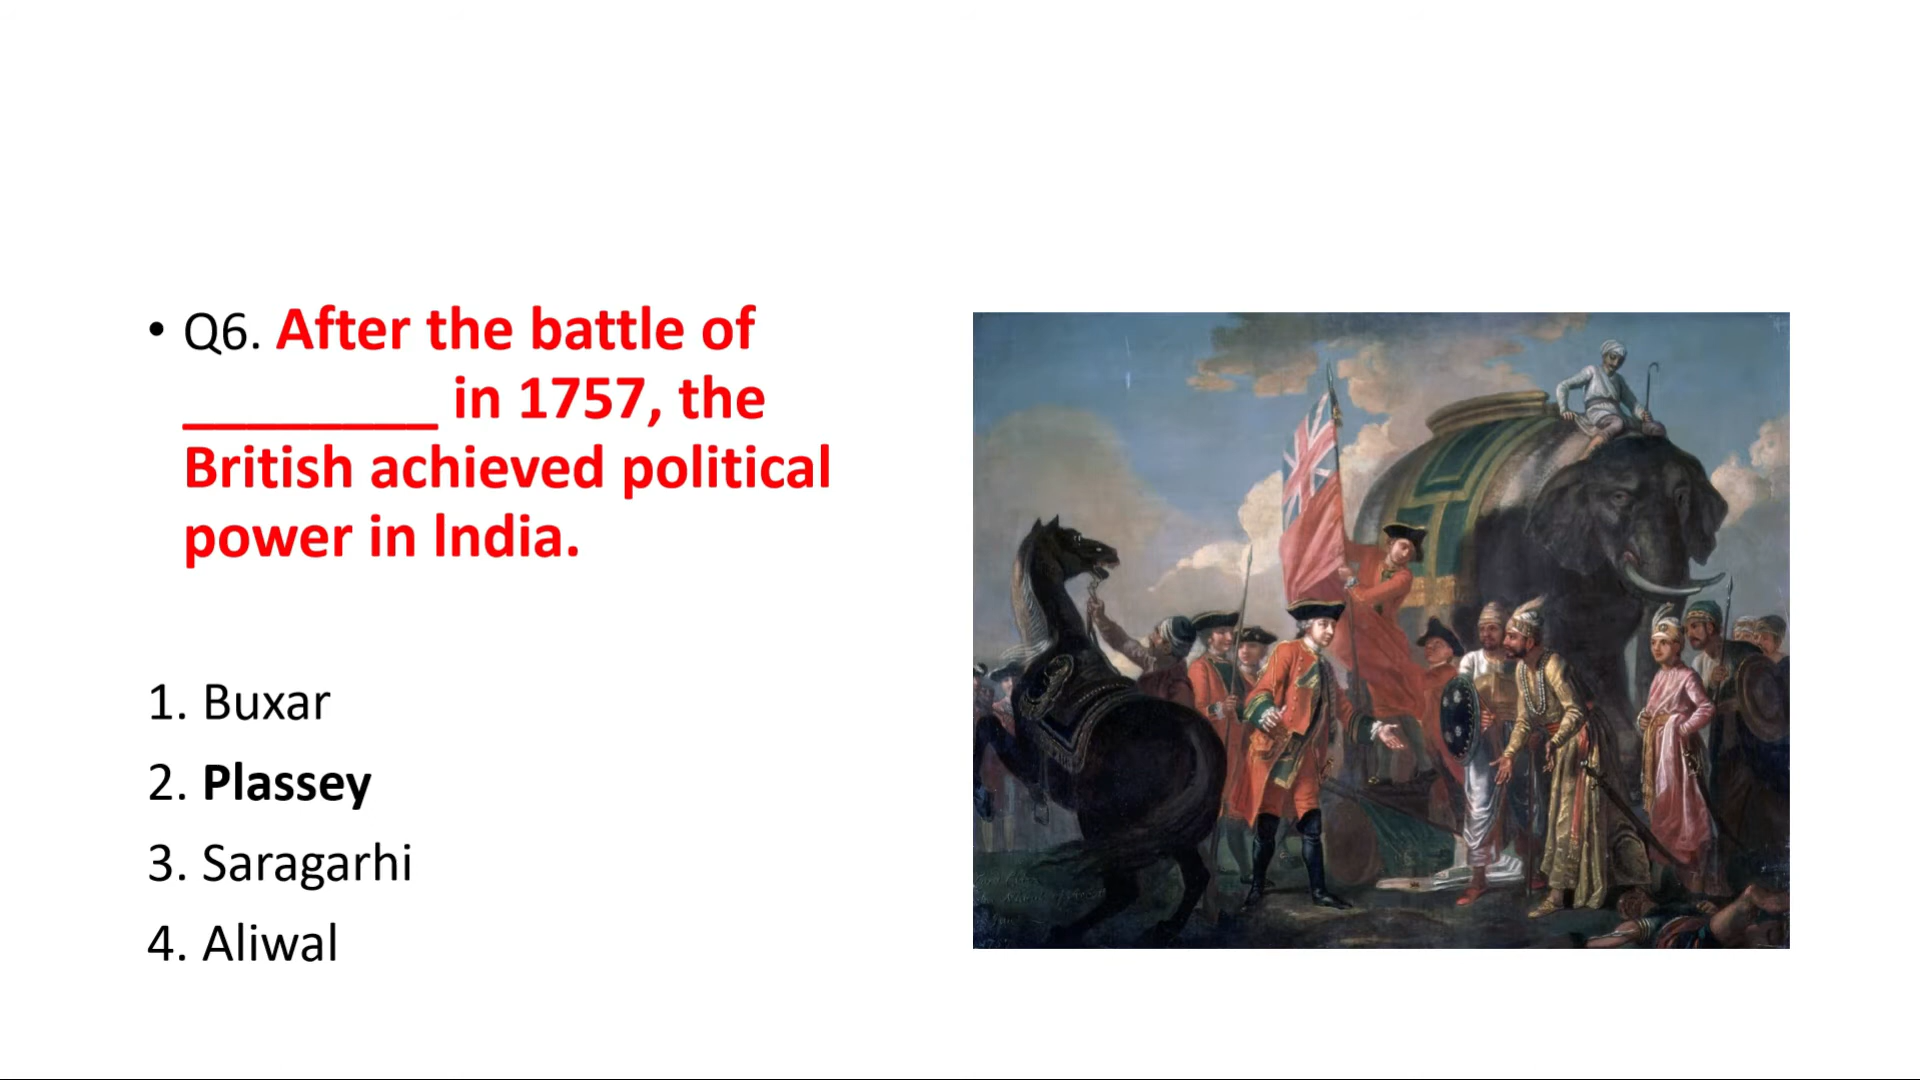 • Q6. After the battle of
_________ in 1757, the
British achieved political
power in India.
1. Buxar
2. Plassey
3. Saragarhi
4. Aliwal